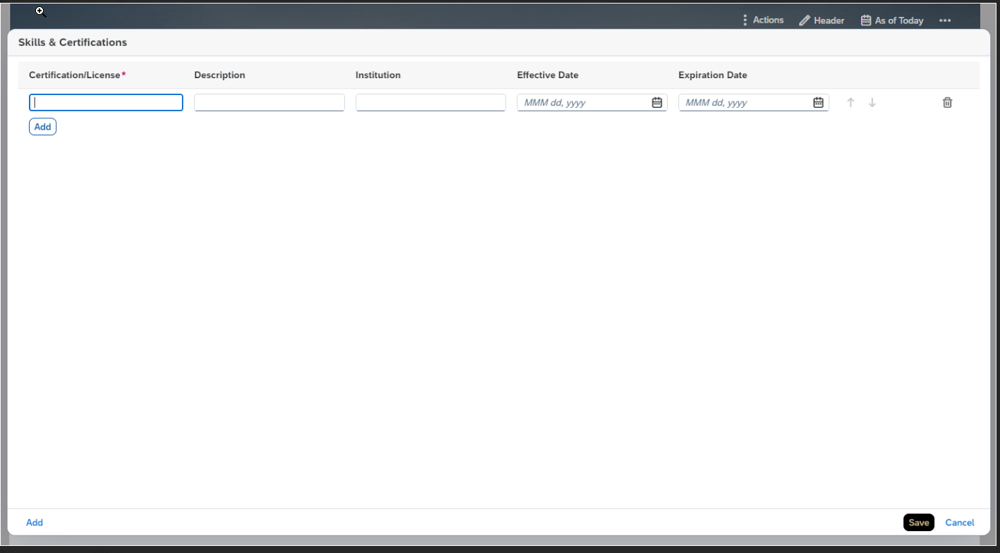 Actions Header As of Today
Skills & Certifications
Certification/License* Description Institution Effective Date Expiration Date
MMM dd, yyyy MMM dd, yyyy
Add
Add Save Cancel